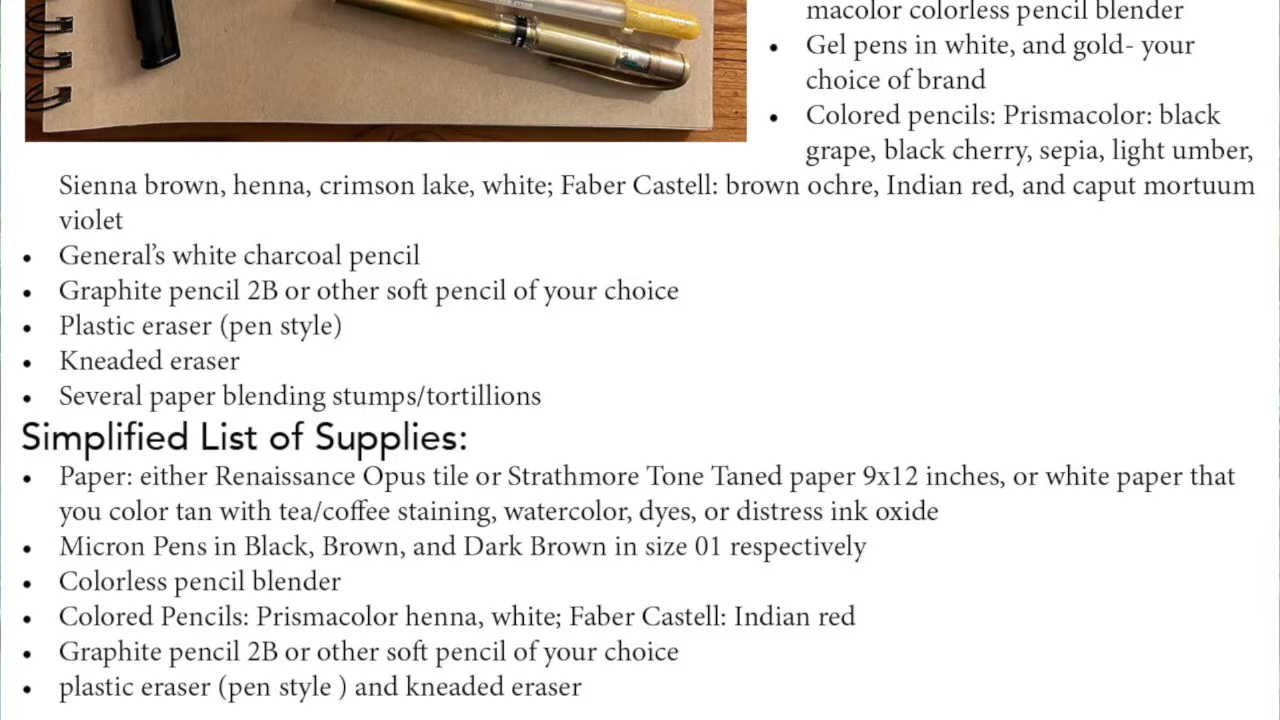 macolor colorless pencil blender
• Gel pens in white, and gold- your
choice of brand
• Colored pencils: Prismacolor: black
grape, black cherry, sepia, light umber,
Sienna brown, henna, crimson lake, white; Faber Castell: brown ochre, Indian red, and caput mortuum
violet
• General’s white charcoal pencil
• Graphite pencil 2B or other soft pencil of your choice
• Plastic eraser (pen style)
• Kneaded eraser
• Several paper blending stumps/tortillions
Simplified List of Supplies:
• Paper: either Renaissance Opus tile or Strathmore Tone Taned paper 9x12 inches, or white paper that
you color tan with tea/coffee staining, watercolor, dyes, or distress ink oxide
• Micron Pens in Black, Brown, and Dark Brown in size 01 respectively
• Colorless pencil blender
• Colored Pencils: Prismacolor henna, white; Faber Castell: Indian red
• Graphite pencil 2B or other soft pencil of your choice
• plastic eraser (pen style ) and kneaded eraser